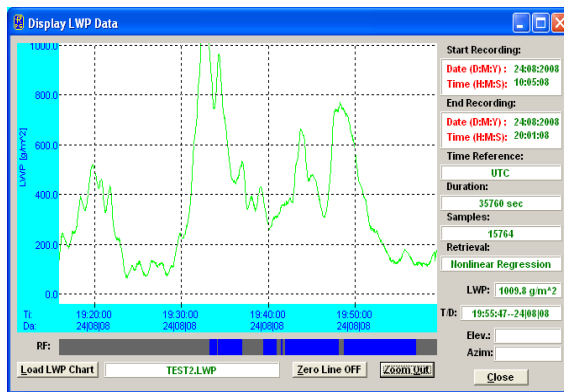 Display LWP Data
1000.0
800.0
600.0
400.0
200.0
0.0
LWP [g/m^2]
Ti: 19:20:00 19:30:00 19:40:00 19:50:00
Da: 24|08|08 24|08|08 24|08|08 24|08|08
RF:
Load LWP Chart TEST2.LWP Zero Line OFF Zoom Out
Start Recording:
Date (D:M:Y) : 24:08:2008
Time (H:M:S): 10:05:08
End Recording:
Date (D:M:Y) : 24:08:2008
Time (H:M:S): 20:01:08
Time Reference:
UTC
Duration:
35760 sec
Samples:
15764
Retrieval:
Nonlinear Regression
LWP: 1009.8 g/m^2
T/D: 19:55:47--24|08|08
Elev.:
Azim:
Close